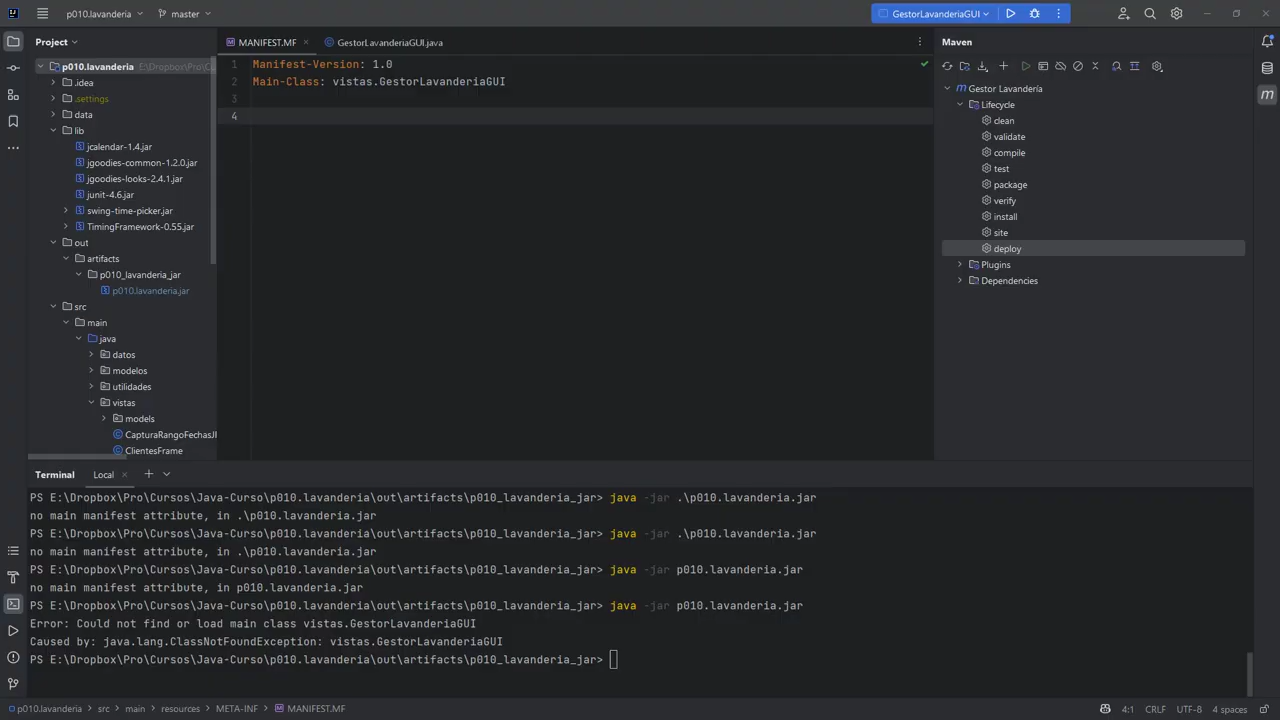 p010.lavanderia
master
GestorLavanderiaGUI
Project
MANIFEST.MF
GestorLavanderiaGUI.java
Maven
p010.lavanderia E:\Dropbox\Pro\Cu
.idea
.settings
data
lib
jcalendar-1.4.jar
jgoodies-common-1.2.0.jar
jgoodies-looks-2.4.1.jar
junit-4.6.jar
swing-time-picker.jar
TimingFramework-0.55.jar
out
artifacts
p010_lavanderia_jar
p010.lavanderia.jar
src
main
java
datos
modelos
utilidades
vistas
models
CapturaRangoFechasJF
ClientesFrame
1 Manifest-Version: 1.0
2 Main-Class: vistas.GestorLavanderiaGUI
3
4
m Gestor Lavandería
Lifecycle
clean
validate
compile
test
package
verify
install
site
deploy
Plugins
Dependencies
m
Terminal
Local
PS E:\Dropbox\Pro\Cursos\Java-Curso\p010.lavanderia\out\artifacts\p010_lavanderia_jar> java -jar .\p010.lavanderia.jar
no main manifest attribute, in .\p010.lavanderia.jar
PS E:\Dropbox\Pro\Cursos\Java-Curso\p010.lavanderia\out\artifacts\p010_lavanderia_jar> java -jar .\p010.lavanderia.jar
no main manifest attribute, in .\p010.lavanderia.jar
PS E:\Dropbox\Pro\Cursos\Java-Curso\p010.lavanderia\out\artifacts\p010_lavanderia_jar> java -jar p010.lavanderia.jar
no main manifest attribute, in p010.lavanderia.jar
PS E:\Dropbox\Pro\Cursos\Java-Curso\p010.lavanderia\out\artifacts\p010_lavanderia_jar> java -jar p010.lavanderia.jar
Error: Could not find or load main class vistas.GestorLavanderiaGUI
Caused by: java.lang.ClassNotFoundException: vistas.GestorLavanderiaGUI
PS E:\Dropbox\Pro\Cursos\Java-Curso\p010.lavanderia\out\artifacts\p010_lavanderia_jar>
p010.lavanderia > src > main > resources > META-INF > MANIFEST.MF
4:1 CRLF UTF-8 4 spaces